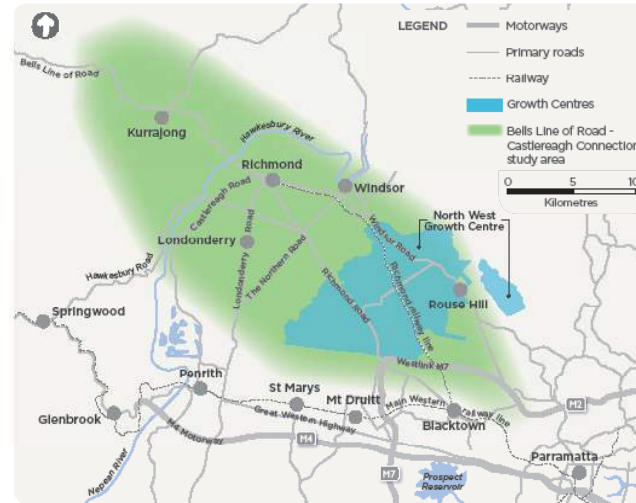 LEGEND
Motorways
Primary roads
Railway
Growth Centres
Bells Line of Road -
Castlereagh Connection
study area
0 5 10
Kilometres
Bells Line of Road
Kurrajong
Hawkesbury River
Richmond
Windsor
Castlereagh Road
North West
Growth Centre
Windsor Road
Londonderry
Londonderry Road
The Northern Road
Richmond Road
Richmond railway line
Hawkesbury Road
Rouse Hill
Springwood
Westlink M7
Penrith
St Marys
Mt Druitt
Main Western railway line
M2
Glenbrook
Great Western Highway
Blacktown
M4 Motorway
M4
Parramatta
M7
Prospect
Reservoir
Nepean River